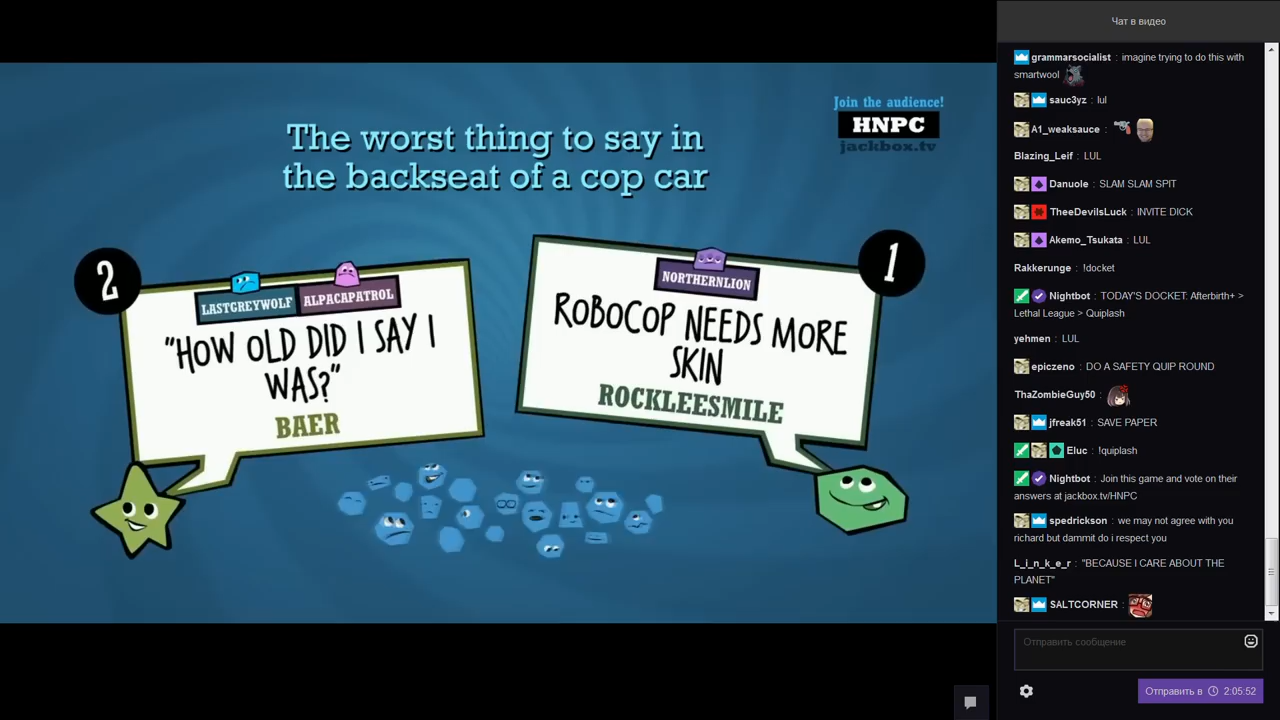 Join the audience!
HNPC
jackbox.tv
The worst thing to say in
the backseat of a cop car
2
LASTGREYWOLF
ALPACAPATROL
"HOW OLD DID I SAY I
WAS?"
BAER
1
NORTHERNLION
ROBOCOP NEEDS MORE
SKIN
ROCKLEESMILE
Чат в видео
grammarsocialist : imagine trying to do this with
smartwool
sauc3yz : lul
A1_weaksauce :
Blazing_Leif : LUL
Danuole : SLAM SLAM SPIT
TheeDevilsLuck : INVITE DICK
Akemo_Tsukata : LUL
Rakkerunge : !docket
Nightbot : TODAY'S DOCKET: Afterbirth+ >
Lethal League > Quiplash
yehmen : LUL
epiczeno : DO A SAFETY QUIP ROUND
ThaZombieGuy50 :
jfreak51 : SAVE PAPER
Eluc : !quiplash
Nightbot : Join this game and vote on their
answers at jackbox.tv/HNPC
spedrickson : we may not agree with you
richard but dammit do i respect you
L_i_n_k_e_r : "BECAUSE I CARE ABOUT THE
PLANET"
SALTCORNER :
Отправить сообщение
Отправить в 2:05:52